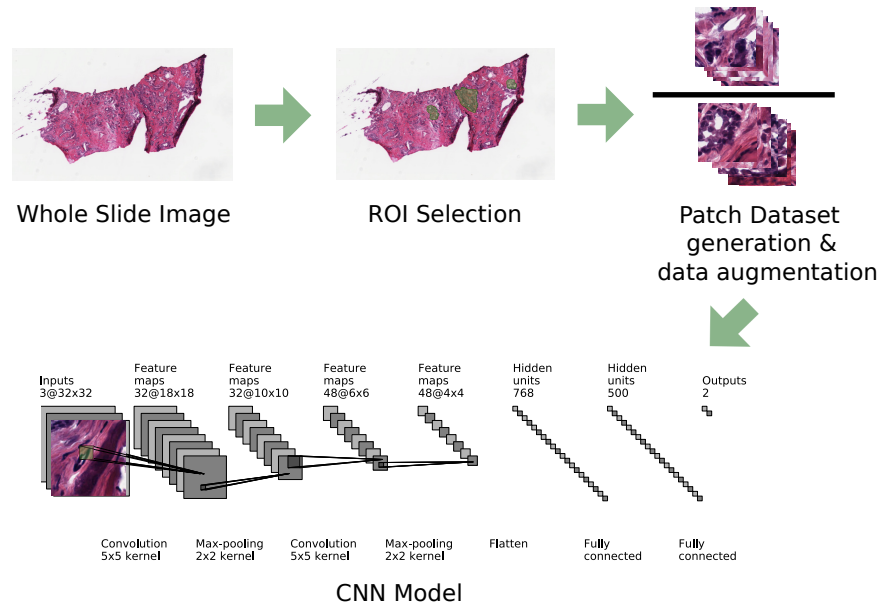 Whole Slide Image
ROI Selection
Patch Dataset
generation &
data augmentation
Inputs
3@32x32
Feature
maps
32@18x18
Feature
maps
32@10x10
Feature
maps
48@6x6
Feature
maps
48@4x4
Hidden
units
768
Hidden
units
500
Outputs
2
Convolution
5x5 kernel
Max-pooling
2x2 kernel
Convolution
5x5 kernel
Max-pooling
2x2 kernel
Flatten
Fully
connected
Fully
connected
CNN Model